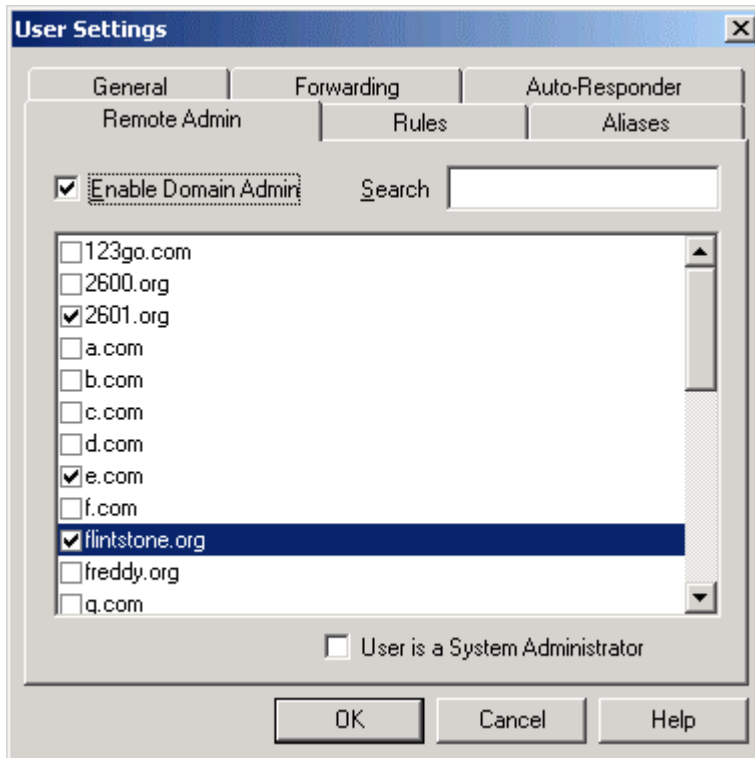 User Settings
General Forwarding Auto-Responder
Remote Admin Rules Aliases
Enable Domain Admin Search
123go.com
2600.org
2601.org
a.com
b.com
c.com
d.com
e.com
f.com
flintstone.org
freddy.org
g.com
User is a System Administrator
OK Cancel Help